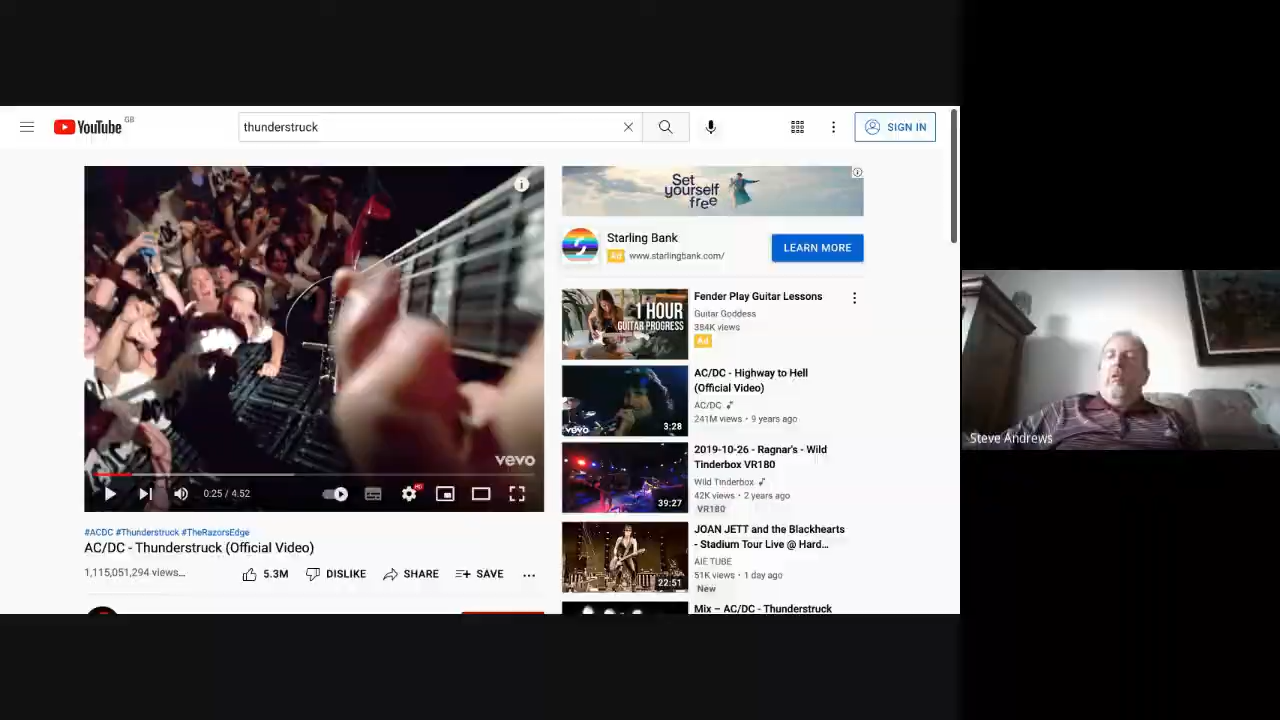 YouTube GB
thunderstruck
SIGN IN
vevo
0:25 / 4:52
HD
#ACDC #Thunderstruck #TheRazorsEdge
AC/DC - Thunderstruck (Official Video)
1,115,051,294 views...
5.3M
DISLIKE
SHARE
SAVE
Set
yourself
free
Starling Bank
Ad www.starlingbank.com/
LEARN MORE
1 HOUR
GUITAR PROGRESS
Fender Play Guitar Lessons
Guitar Goddess
384K views
Ad
vevo
3:28
AC/DC - Highway to Hell
(Official Video)
AC/DC
241M views • 9 years ago
39:27
2019-10-26 - Ragnar's - Wild
Tinderbox VR180
Wild Tinderbox
42K views • 2 years ago
VR180
22:51
JOAN JETT and the Blackhearts
- Stadium Tour Live @ Hard...
AIE TUBE
51K views • 1 day ago
New
Mix – AC/DC - Thunderstruck
Steve Andrews